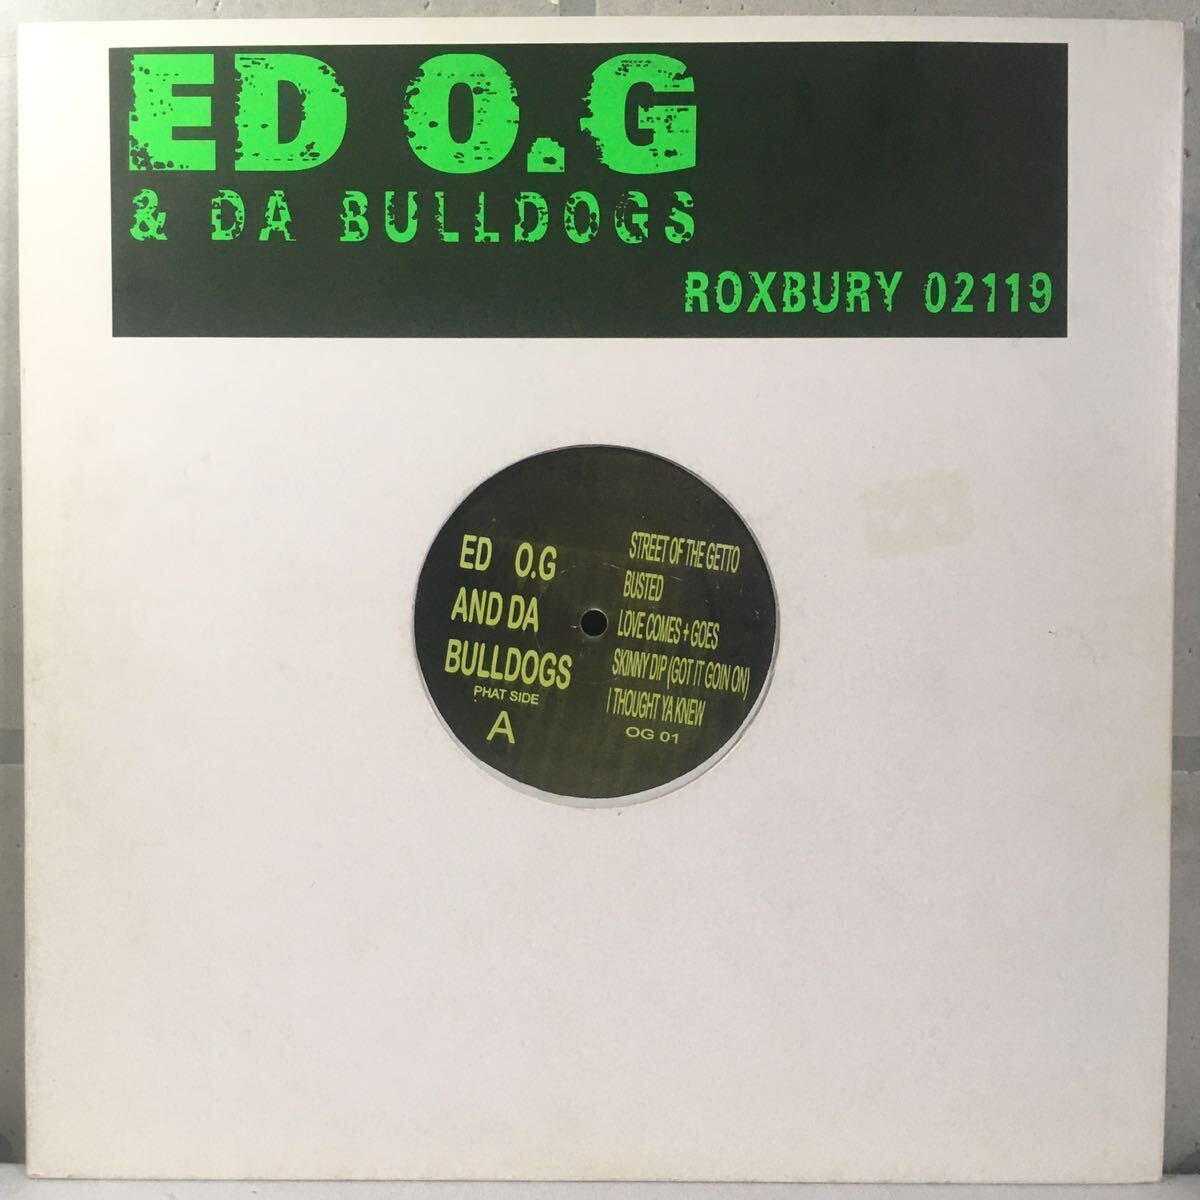 ED O.G
& DA BULLDOGS
ROXBURY 02119
ED O.G
AND DA
BULLDOGS
PHAT SIDE
A
STREET OF THE GETTO
BUSTED
LOVE COMES + GOES
SKINNY DIP (GOT IT GOIN ON)
I THOUGHT YA KNEW
OG 01